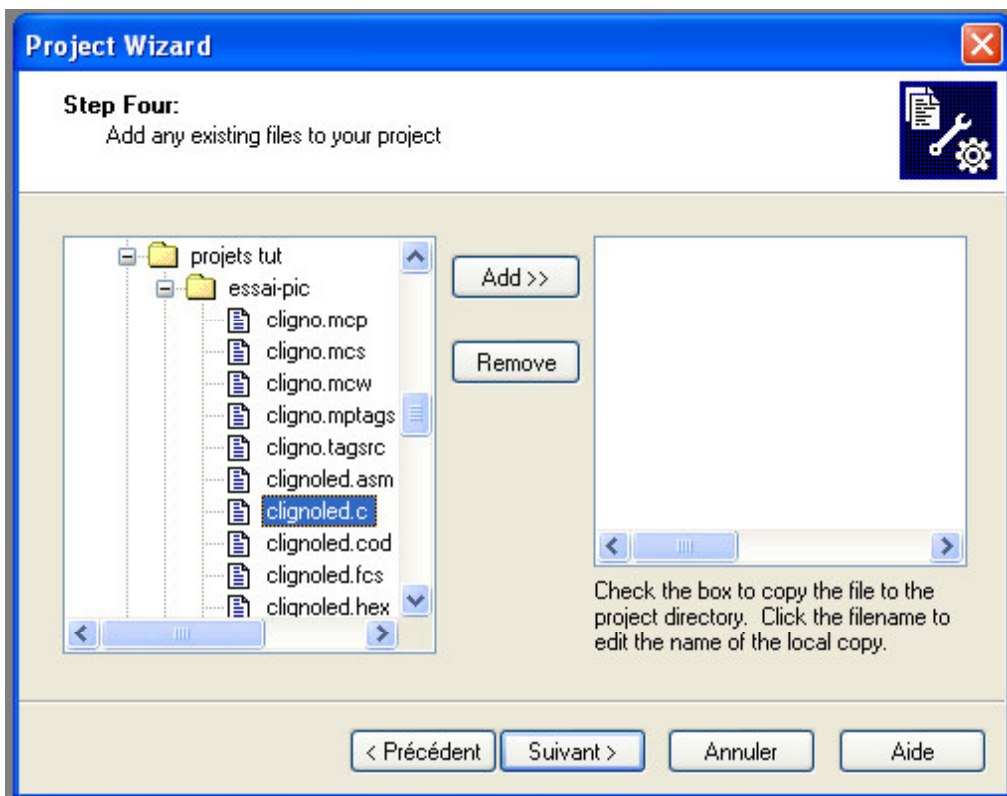 Project Wizard
Step Four:
Add any existing files to your project
projets tut
essai-pic
cligno.mcp
cligno.mcs
cligno.mcw
cligno.mptags
cligno.tagsrc
clignoled.asm
clignoled.c
clignoled.cod
clignoled.fcs
clignoled.hex
Add >>
Remove
Check the box to copy the file to the
project directory.  Click the filename to
edit the name of the local copy.
< Précédent
Suivant >
Annuler
Aide